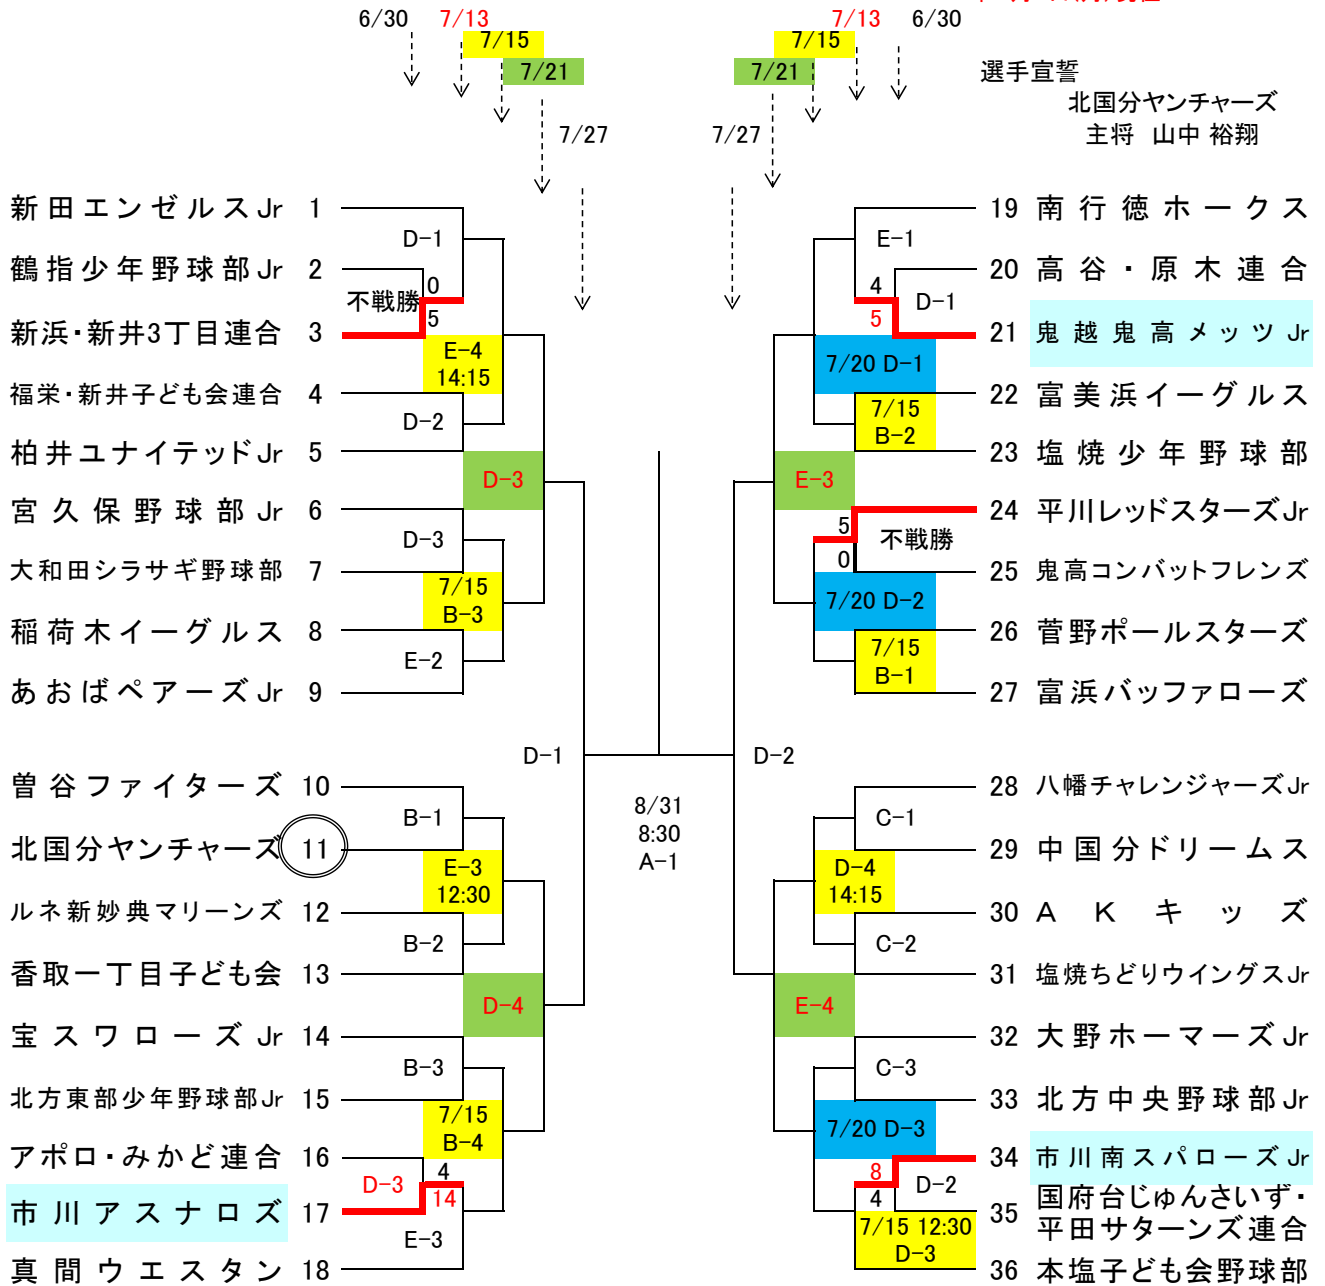 6/30 7/13 7/13 6/30
7/15 7/15
7/21 7/21 選手宣誓
北国分ヤンチャーズ
7/27 7/27 主将 山中 裕翔
新田エンゼルスJr 1 19 南行徳ホークス
D-1 E-1
鶴指少年野球部Jr 2 20 高谷・原木連合
不戦勝 0 4 D-1
5 5
新浜・新井3丁目連合 3 21 鬼越鬼高メッツJr
E-4 7/20 D-1
14:15
福栄・新井子ども会連合 4 22 富美浜イーグルス
D-2 7/15
B-2
柏井ユナイテッドJr 5 23 塩焼少年野球部
D-3 E-3
宮久保野球部Jr 6 24 平川レッドスターズJr
D-3 5 不戦勝
0
大和田シラサギ野球部 7 25 鬼高コンバットフレンズ
7/15 7/20 D-2
B-3
稲荷木イーグルス 8 26 菅野ポールスターズ
E-2 7/15
B-1
あおばペアーズJr 9 27 富浜バッファローズ
D-1 D-2
曽谷ファイターズ 10 28 八幡チャレンジャーズJr
8/31
B-1 8:30 C-1
A-1
北国分ヤンチャーズ 11 29 中国分ドリームス
E-3 D-4
12:30 14:15
ルネ新妙典マリーンズ 12 30 AKキッズ
B-2 C-2
香取一丁目子ども会 13 31 塩焼ちどりウイングスJr
D-4 E-4
宝スワローズJr 14 32 大野ホーマーズJr
B-3 C-3
北方東部少年野球部Jr 15 33 北方中央野球部Jr
7/15 7/20 D-3
B-4
アポロ・みかど連合 16 34 市川南スパローズJr
D-3 4 8 D-2
14 4
市川アスナロズ 17 35 国府台じゅんさいず・
平田サターンズ連合
E-3 7/15 12:30
D-3
真間ウエスタン 18 36 本塩子ども会野球部